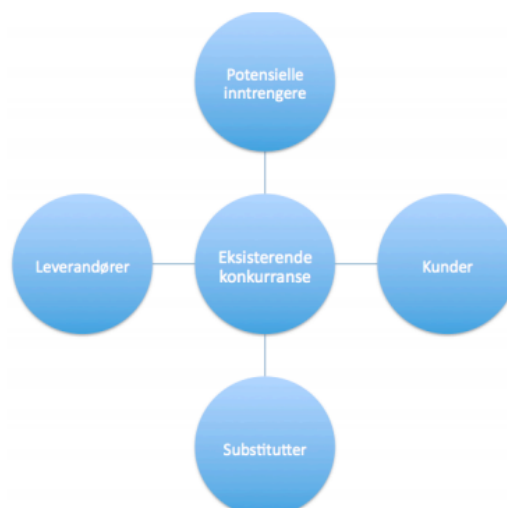 Potensielle
inntrengere
Leverandører
Eksisterende
konkurranse
Kunder
Substitutter